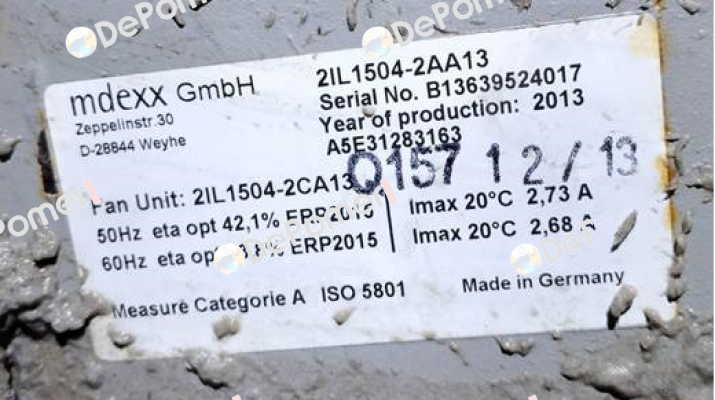 mdexx GmbH
Zeppelinstr.30
D-28844 Weyhe
2IL1504-2AA13
Serial No. B13639524017
Year of production: 2013
A5E31283163
0157 12/13
Fan Unit: 2IL1504-2CA13
50Hz eta opt 42,1% ERP2015
60Hz eta opt ERP2015
Imax 20°C 2,73 A
Imax 20°C 2,68 A
Measure Categorie A ISO 5801
Made in Germany
DePomeni